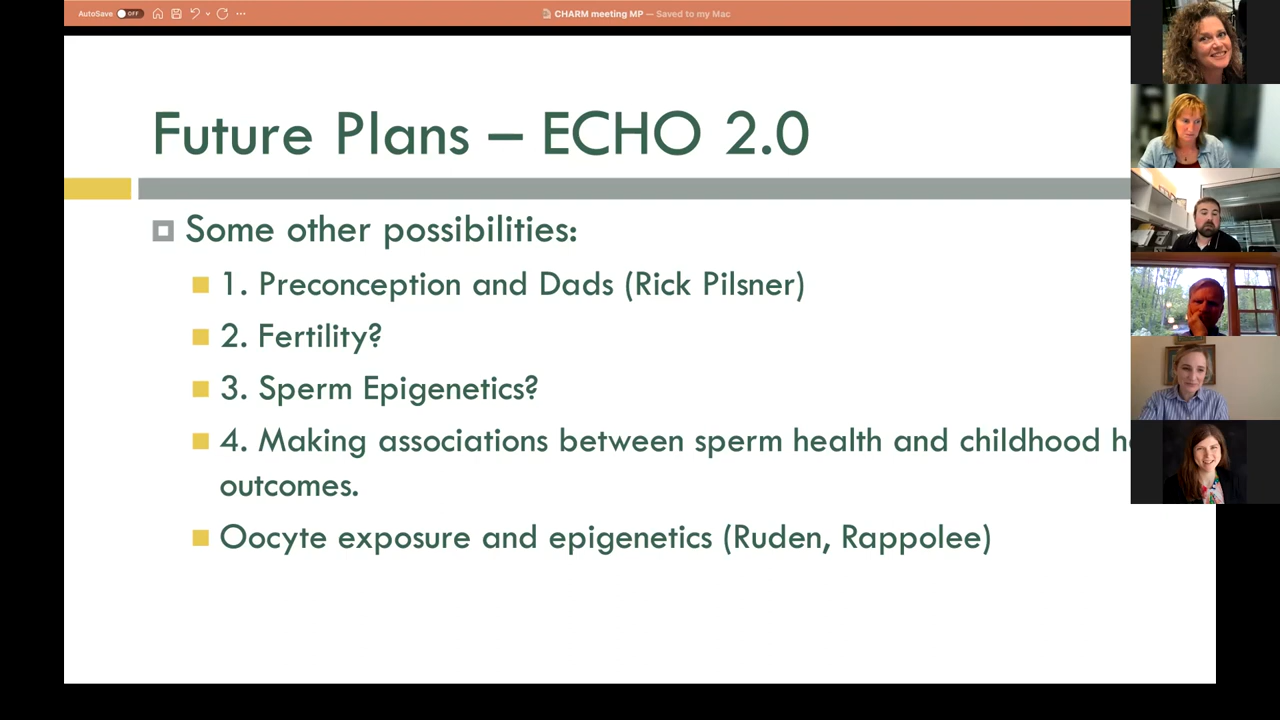 AutoSave OFF
CHARM meeting MP — Saved to my Mac
Future Plans – ECHO 2.0
Some other possibilities:
1. Preconception and Dads (Rick Pilsner)
2. Fertility?
3. Sperm Epigenetics?
4. Making associations between sperm health and childhood
outcomes.
Oocyte exposure and epigenetics (Ruden, Rappolee)